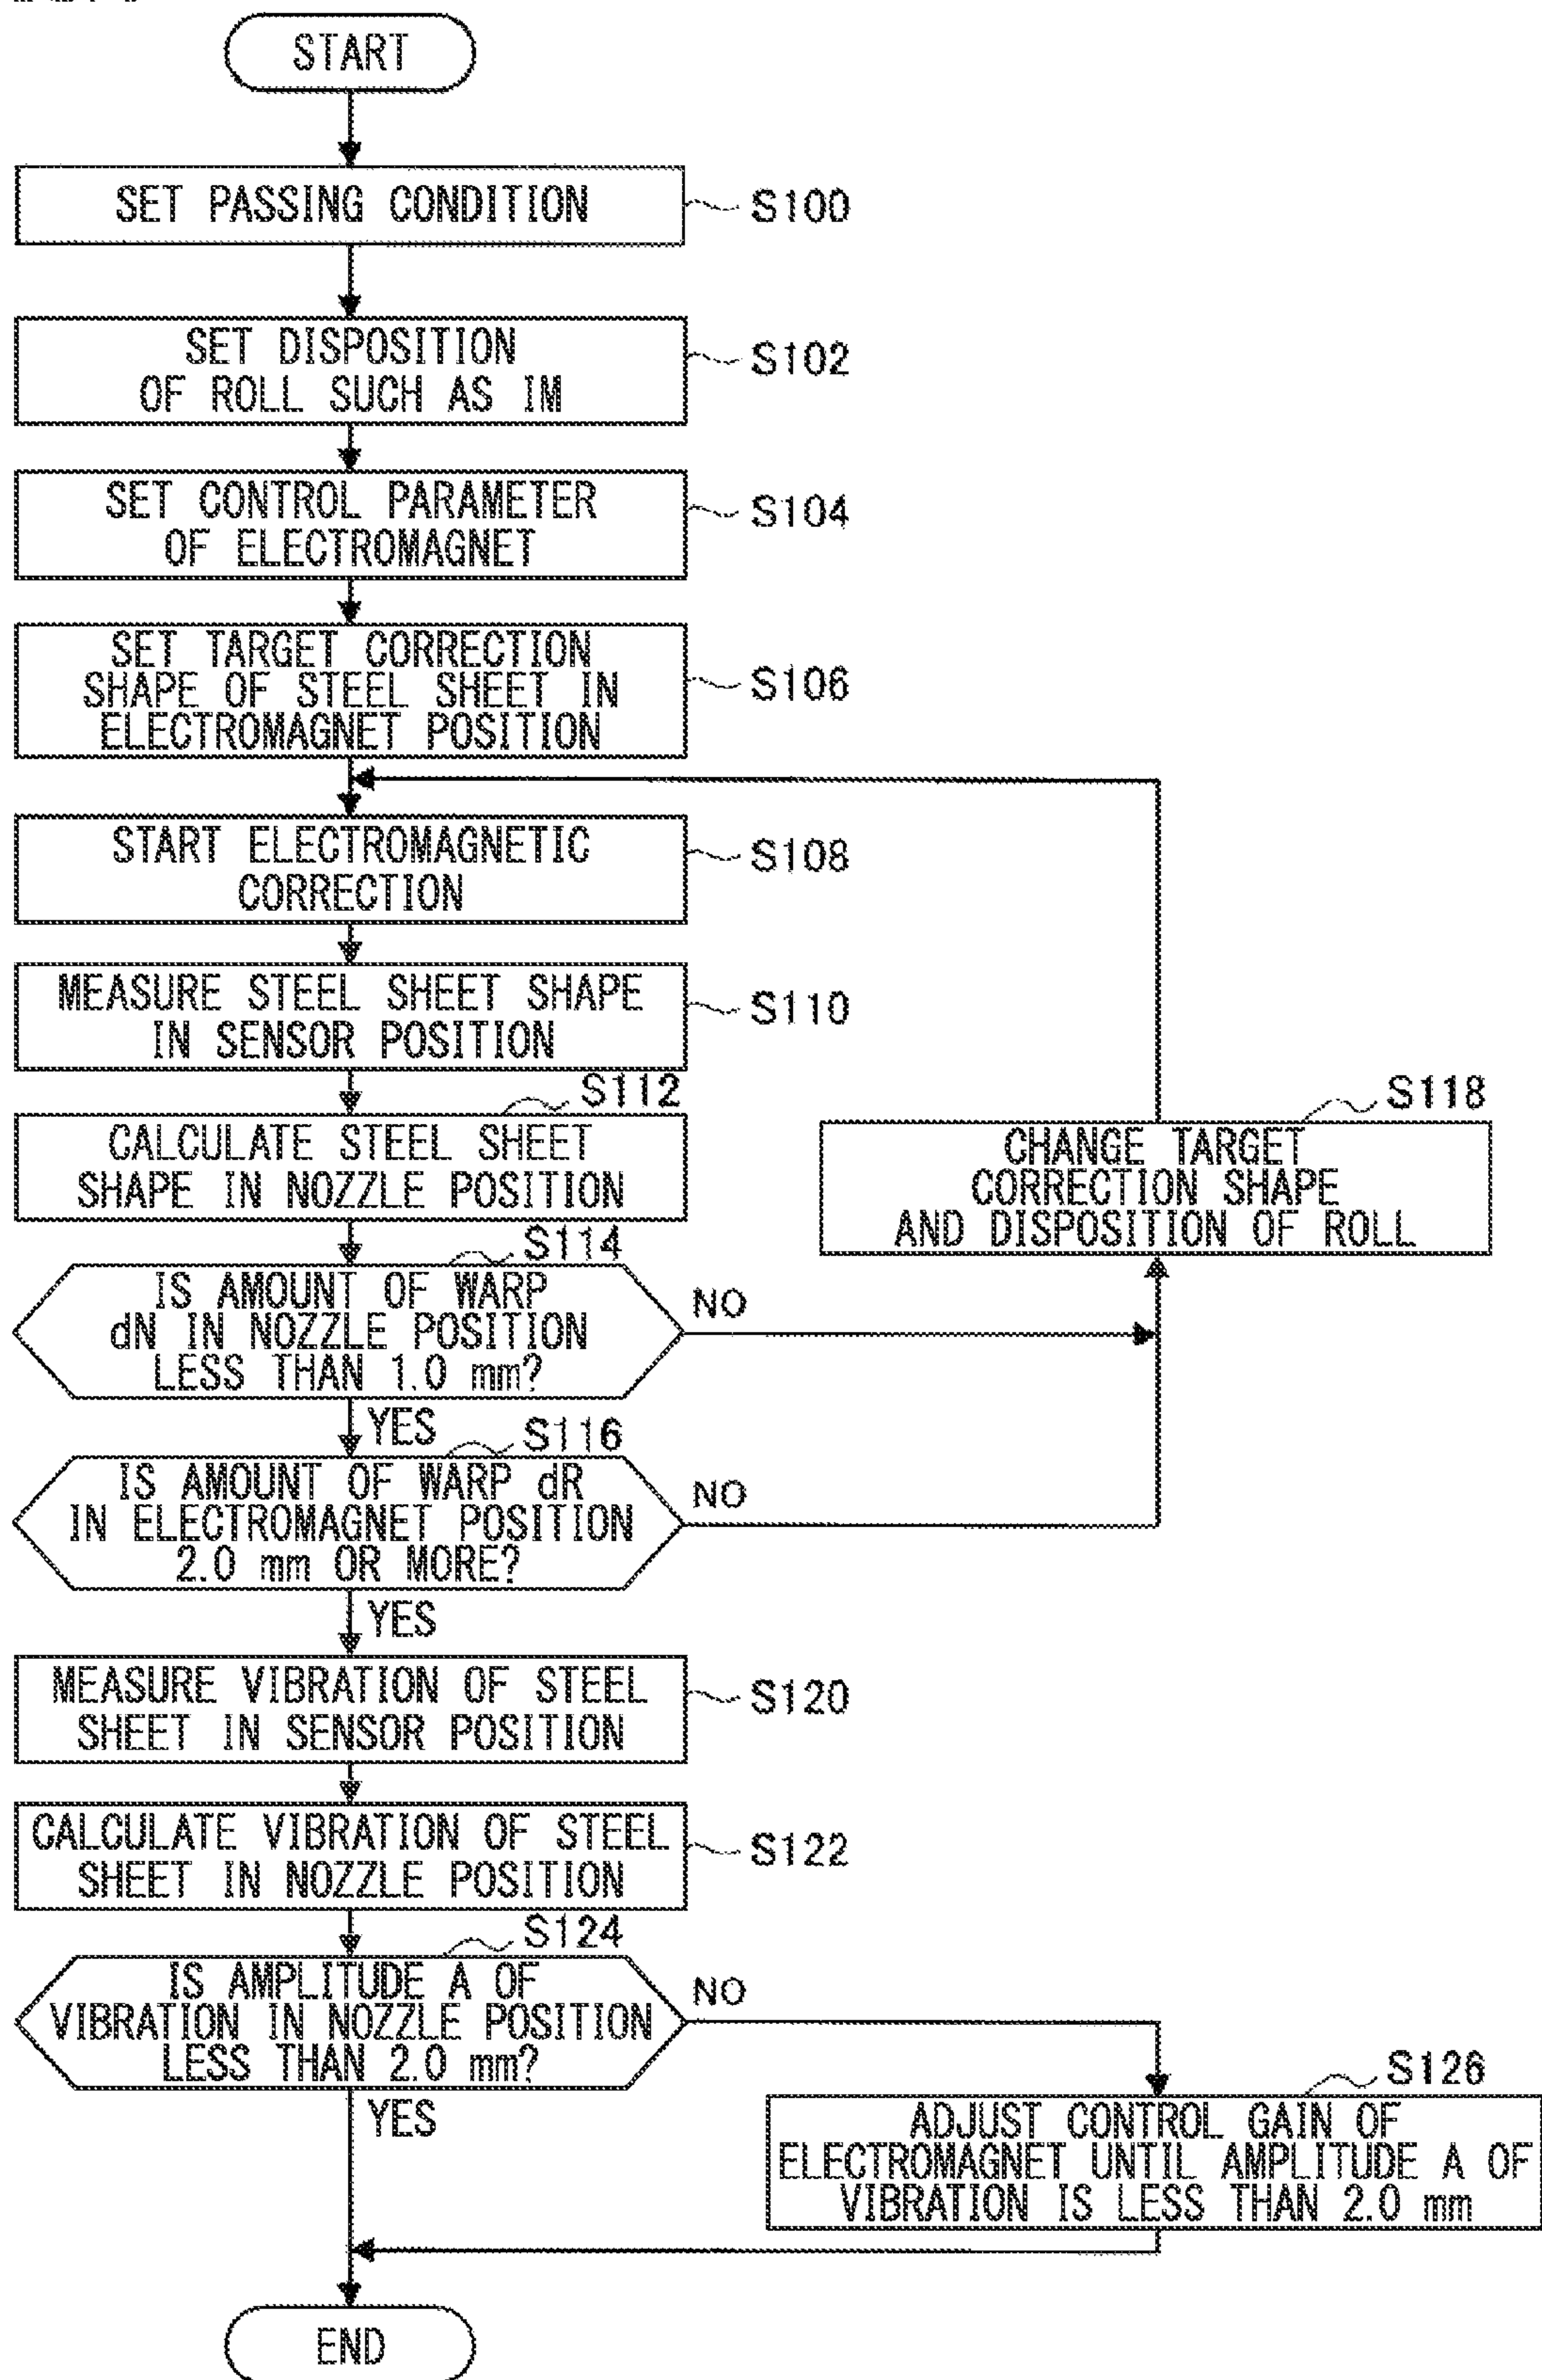 START
SET PASSING CONDITION
S100
SET DISPOSITION
OF ROLL SUCH AS IM
S102
SET CONTROL PARAMETER
OF ELECTROMAGNET
S104
SET TARGET CORRECTION
SHAPE OF STEEL SHEET IN
ELECTROMAGNET POSITION
S106
START ELECTROMAGNETIC
CORRECTION
S108
MEASURE STEEL SHEET SHAPE
IN SENSOR POSITION
S110
S112
CALCULATE STEEL SHEET
SHAPE IN NOZZLE POSITION
S118
CHANGE TARGET
CORRECTION SHAPE
AND DISPOSITION OF ROLL
S114
IS AMOUNT OF WARP
dN IN NOZZLE POSITION
LESS THAN 1.0 mm?
NO
YES
S116
IS AMOUNT OF WARP dR
IN ELECTROMAGNET POSITION
2.0 mm OR MORE?
NO
YES
MEASURE VIBRATION OF STEEL
SHEET IN SENSOR POSITION
S120
CALCULATE VIBRATION OF STEEL
SHEET IN NOZZLE POSITION
S122
S124
IS AMPLITUDE A OF
VIBRATION IN NOZZLE POSITION
LESS THAN 2.0 mm?
NO
YES
S126
ADJUST CONTROL GAIN OF
ELECTROMAGNET UNTIL AMPLITUDE A OF
VIBRATION IS LESS THAN 2.0 mm
END